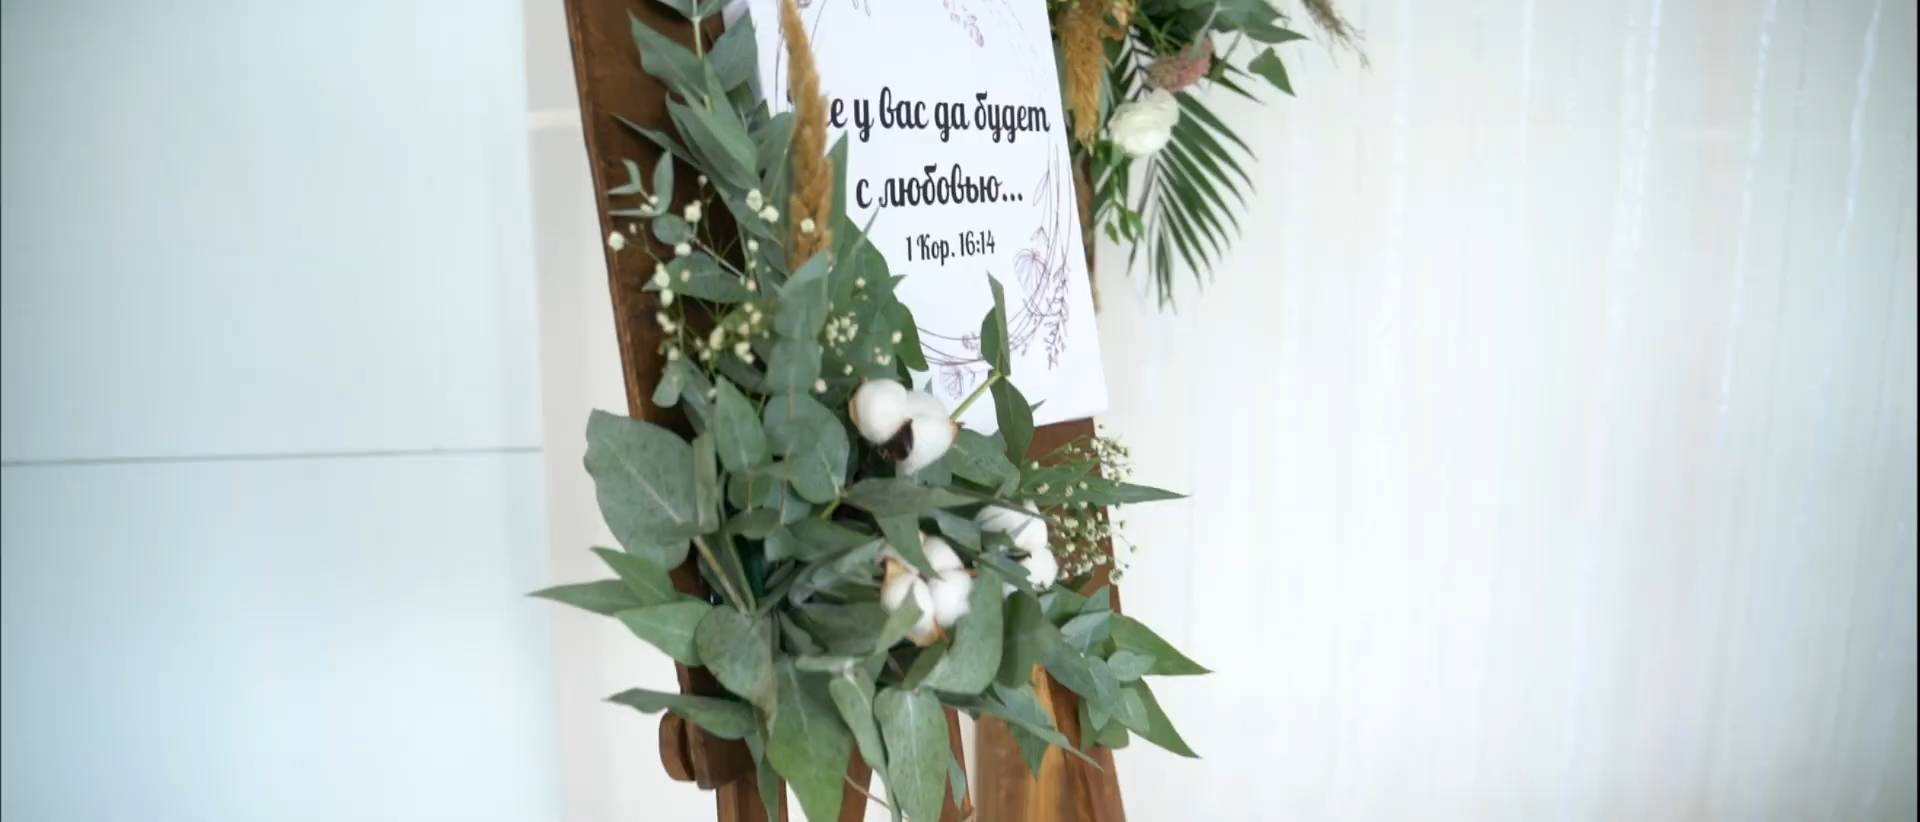 у вас да будет
с любовью...
1 Кор. 16:14